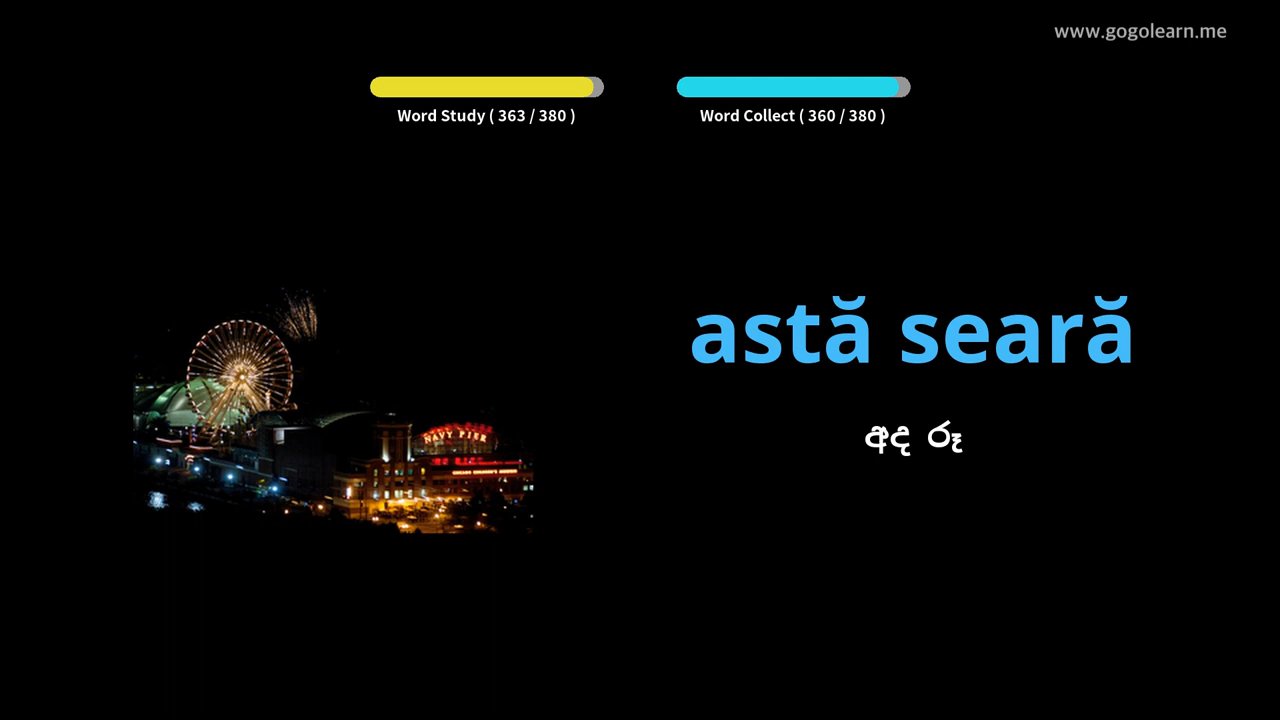 www.gogolearn.me
Word Study ( 363 / 380 )
Word Collect ( 360 / 380 )
astă seară
අද රෑ
NAVY PIER